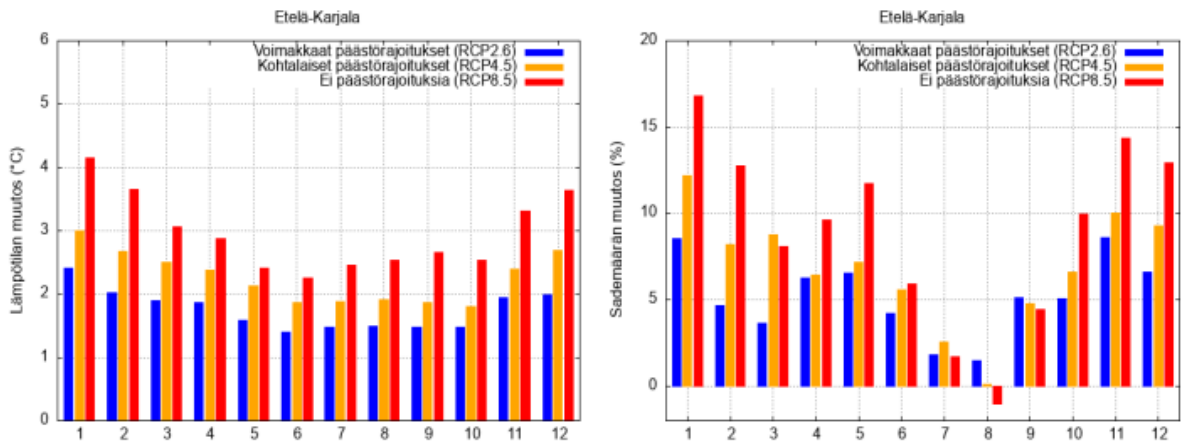 Etelä-Karjala
Voimakkaat päästörajoitukset (RCP2.6)
Kohtalaiset päästörajoitukset (RCP4.5)
Ei päästörajoituksia (RCP8.5)
Lämpötilan muutos (°C)
6
5
4
3
2
1
0
1 2 3 4 5 6 7 8 9 10 11 12
Etelä-Karjala
Voimakkaat päästörajoitukset (RCP2.6)
Kohtalaiset päästörajoitukset (RCP4.5)
Ei päästörajoituksia (RCP8.5)
Sademäärän muutos (%)
20
15
10
5
0
1 2 3 4 5 6 7 8 9 10 11 12